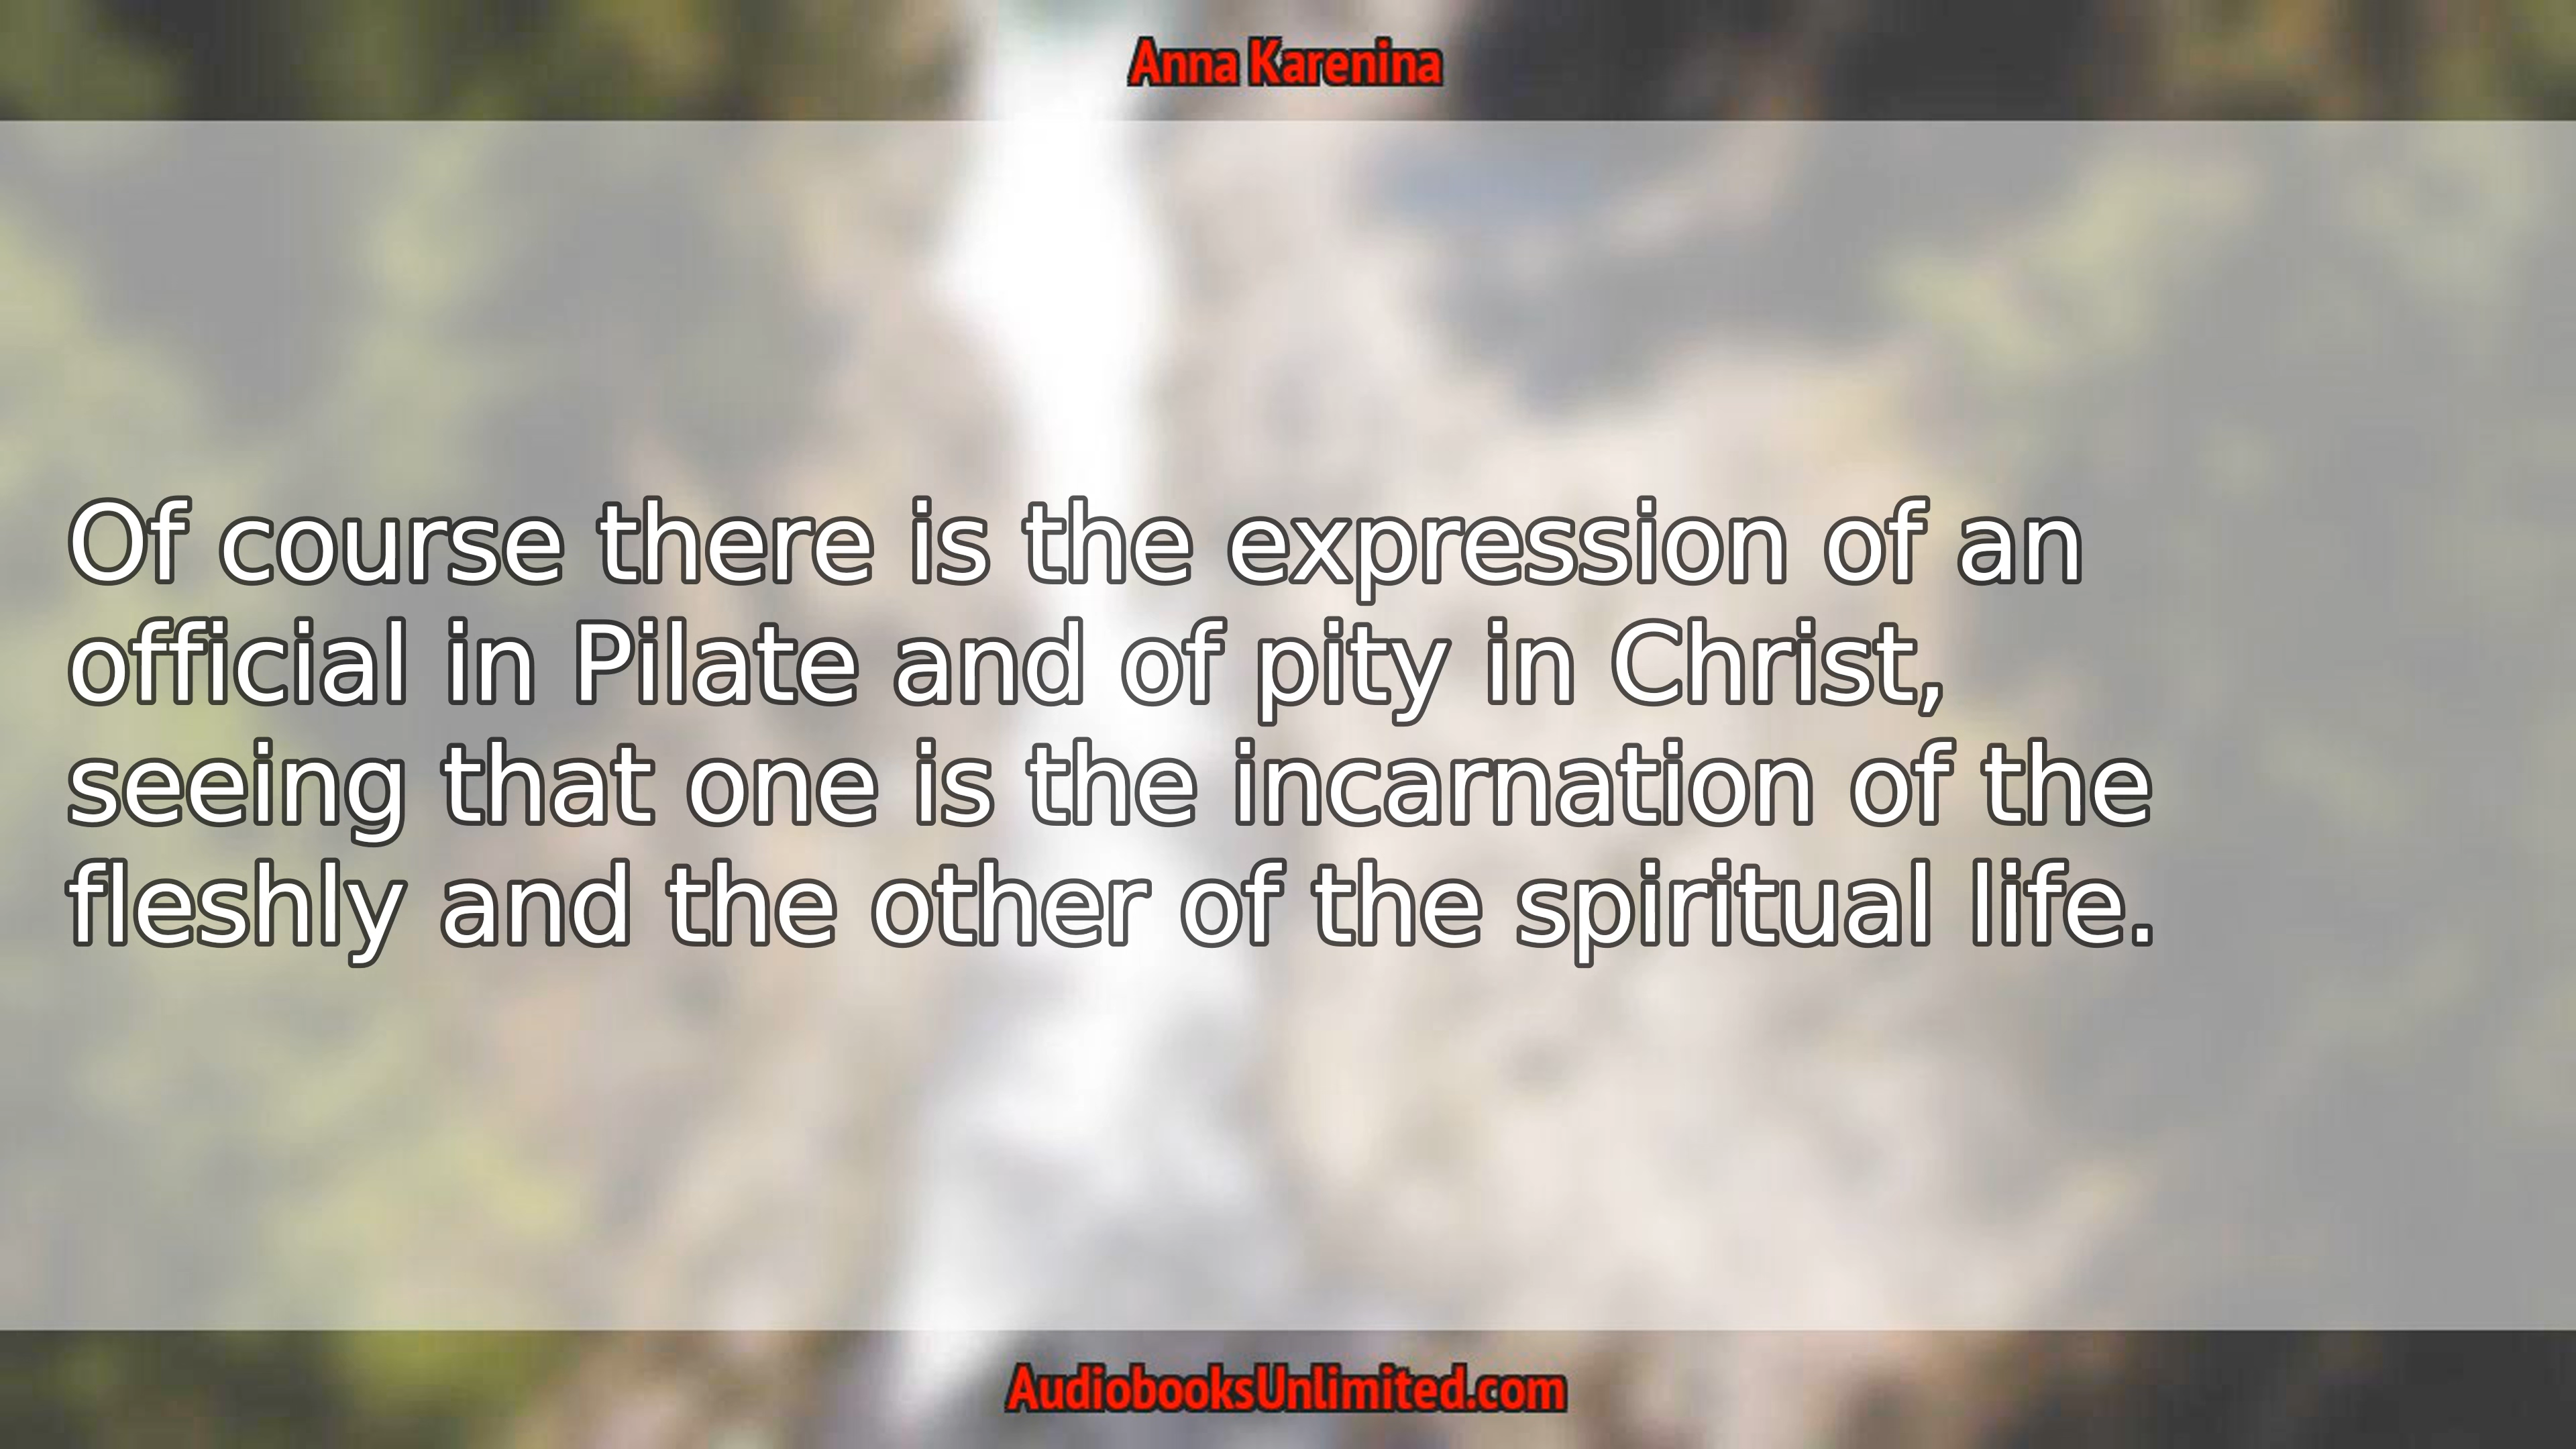 Anna Karenina
Of course there is the expression of an
official in Pilate and of pity in Christ,
seeing that one is the incarnation of the
fleshly and the other of the spiritual life.
AudiobooksUnlimited.com